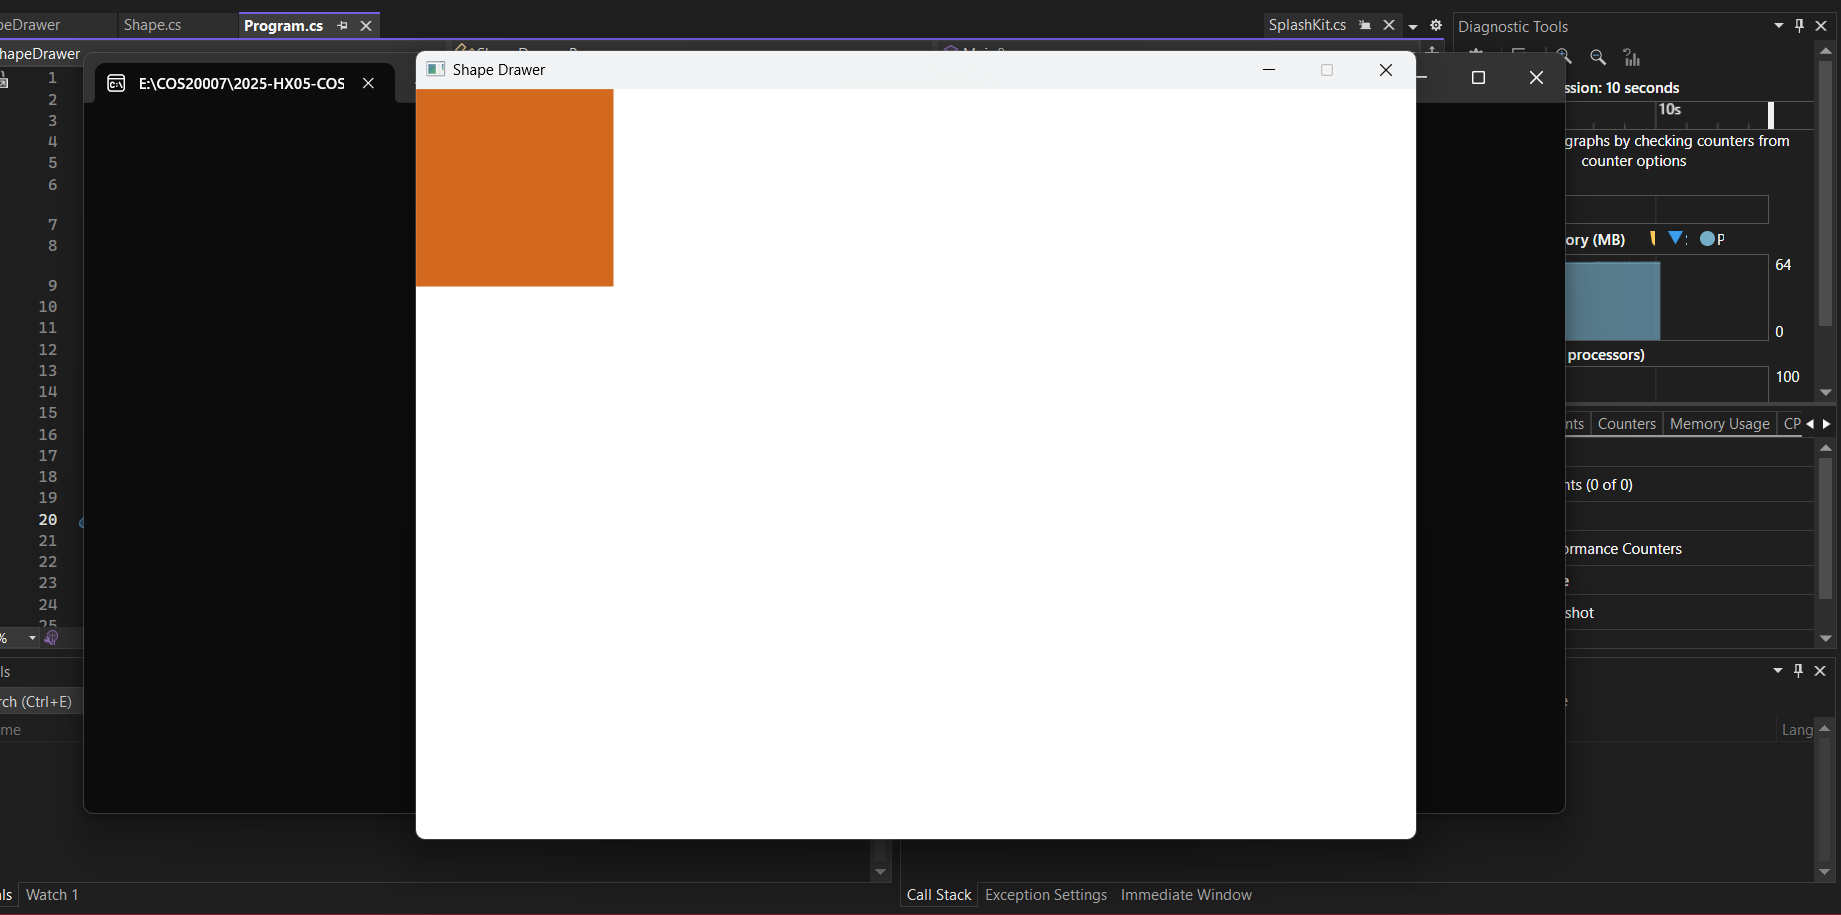 peDrawer
Shape.cs
Program.cs
SplashKit.cs
Diagnostic Tools
hapeDrawer
E:\COS20007\2025-HX05-COS
Shape Drawer
ssion: 10 seconds
10s
graphs by checking counters from
counter options
ory (MB)
P
64
0
processors)
100
nts
Counters
Memory Usage
CP
nts (0 of 0)
ormance Counters
e
shot
1
2
3
4
5
6
7
8
9
10
11
12
13
14
15
16
17
18
19
20
21
22
23
24
25
%
ls
rch (Ctrl+E)
me
e
Lang
ls
Watch 1
Call Stack
Exception Settings
Immediate Window